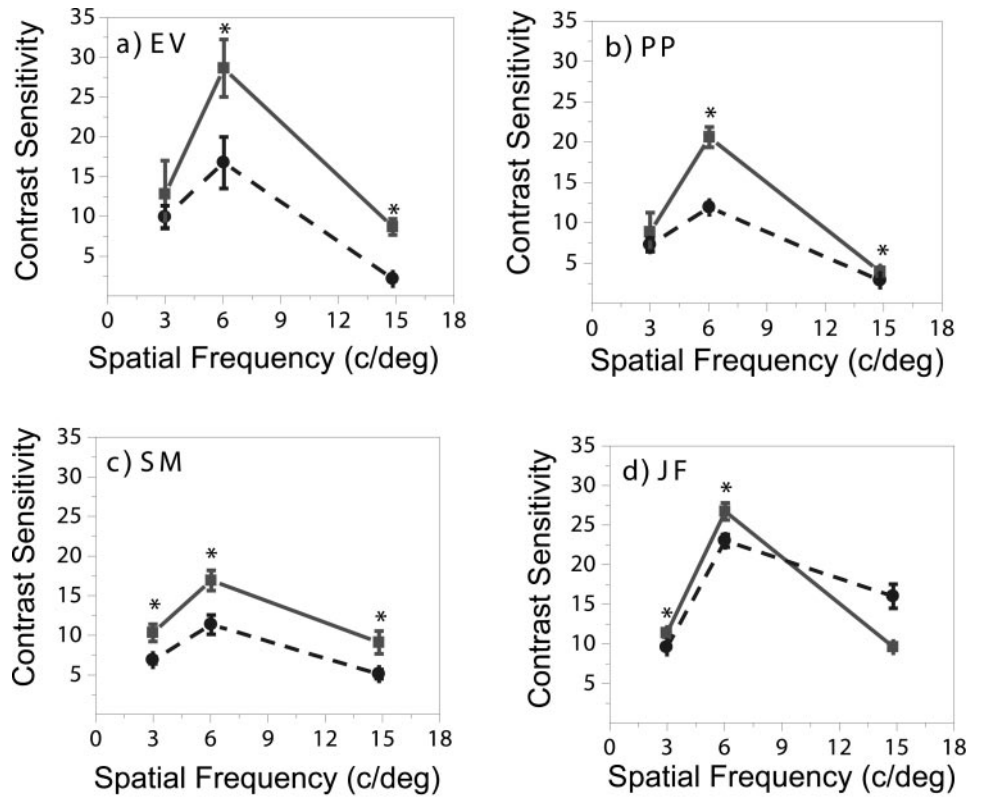 a) EV
Contrast Sensitivity
35
30
25
20
15
10
5
*
*
0 3 6 9 12 15 18
Spatial Frequency (c/deg)
b) PP
Contrast Sensitivity
35
30
25
20
15
10
5
*
*
0 3 6 9 12 15 18
Spatial Frequency (c/deg)
c) SM
Contrast Sensitivity
35
30
25
20
15
10
5
*
*
*
0 3 6 9 12 15 18
Spatial Frequency (c/deg)
d) JF
Contrast Sensitivity
35
30
25
20
15
10
5
*
*
0 3 6 9 12 15 18
Spatial Frequency (c/deg)